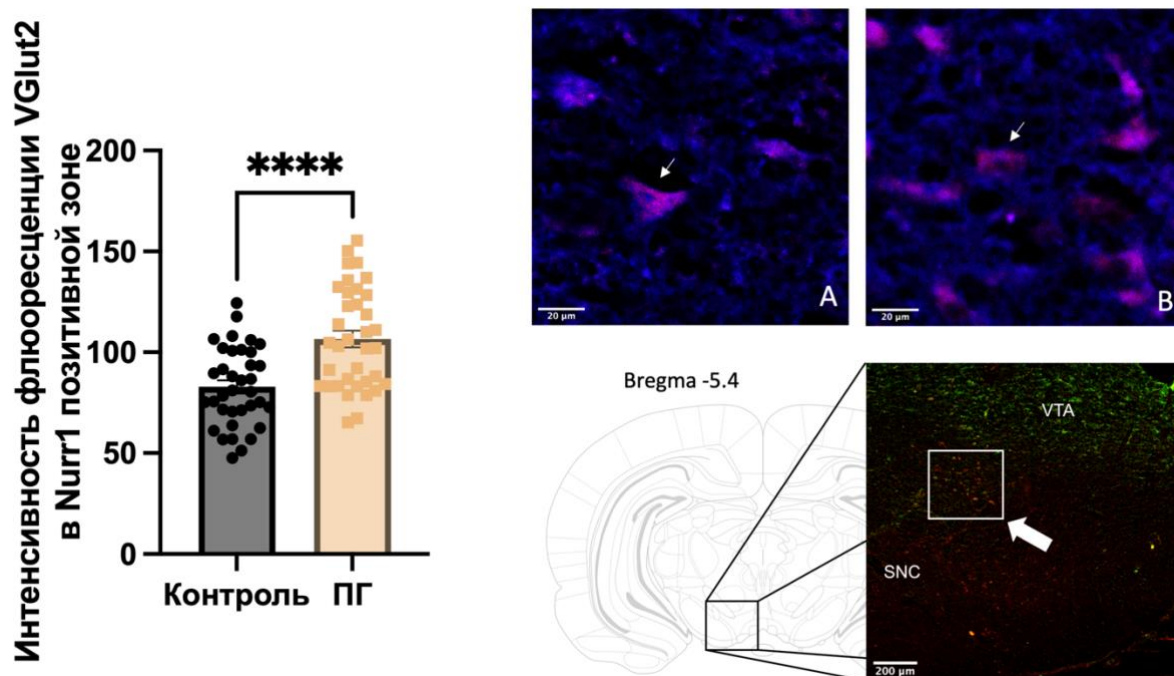 Интенсивность флюоресценции VGlut2
в Nurr1 позитивной зоне
200
150
100
50
0
****
Контроль
ПГ
A
20 µm
B
20 µm
Bregma -5.4
VTA
SNC
200 µm